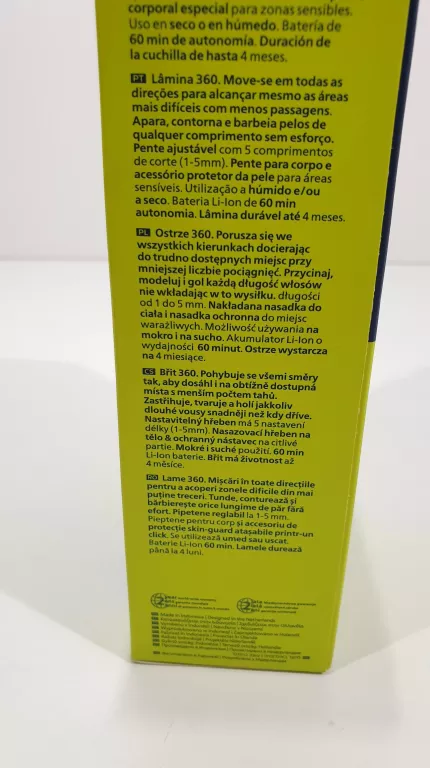 corporal especial para zonas sensibles.
Uso en seco o en húmedo. Batería de
60 min de autonomía. Duración de
la cuchilla de hasta 4 meses.
PT Lâmina 360. Move-se em todas as
direções para alcançar mesmo as áreas
mais difíceis com menos passagens.
Apara, contorna e barbeia pelos de
qualquer comprimento sem esforço.
Pente ajustável com 5 comprimentos
de corte (1-5mm). Pente para corpo e
acessório protetor da pele para áreas
sensíveis. Utilização a húmido e/ou
a seco. Bateria Li-Ion de 60 min
autonomia. Lâmina durável até 4 meses.
PL Ostrze 360. Porusza się we
wszystkich kierunkach docierając
do trudno dostępnych miejsc przy
mniejszej liczbie pociągnięć. Przycinaj,
modeluj i gol każdą długość włosów
nie wkładając w to wysiłku. długości
od 1 do 5 mm. Nakładana nasadka do
ciała i nasadka ochronna do miejsc
warażliwych. Możliwość używania na
mokro i na sucho. Akumulator Li-Ion o
wydajności 60 minut. Ostrze wystarcza
na 4 miesiące.
CS Břit 360. Pohybuje se všemi směry
tak, aby dosáhl i na obtížně dostupná
místa s menším počtem tahů.
Zastřihuje, tvaruje a holí jakkoliv
dlouhé vousy snadněji než kdy dříve.
Nastavitelný hřeben má 5 nastavení
délky (1-5mm). Nasazovací hřeben na
tělo & ochranný nástavec na citlivé
partie. Mokré i suché použití. 60 min
Li-Ion baterie. Břit má životnost až
4 měsíce.
RO Lame 360. Mișcări în toate direcțiile
pentru a acoperi zonele dificile din mai
puține treceri. Tunde, conturează și
bărbierește orice lungime de păr fără
efort. Pipetene reglabil la 1-5 mm.
Pieptene pentru corp și accesoriu de
protecție skin-guard atașabile printr-un
click. Se utilizează umed sau uscat.
Baterie Li-Ion 60 min. Lamele durează
până la 4 luni.
Made in Indonesia | Designed in the Netherlands